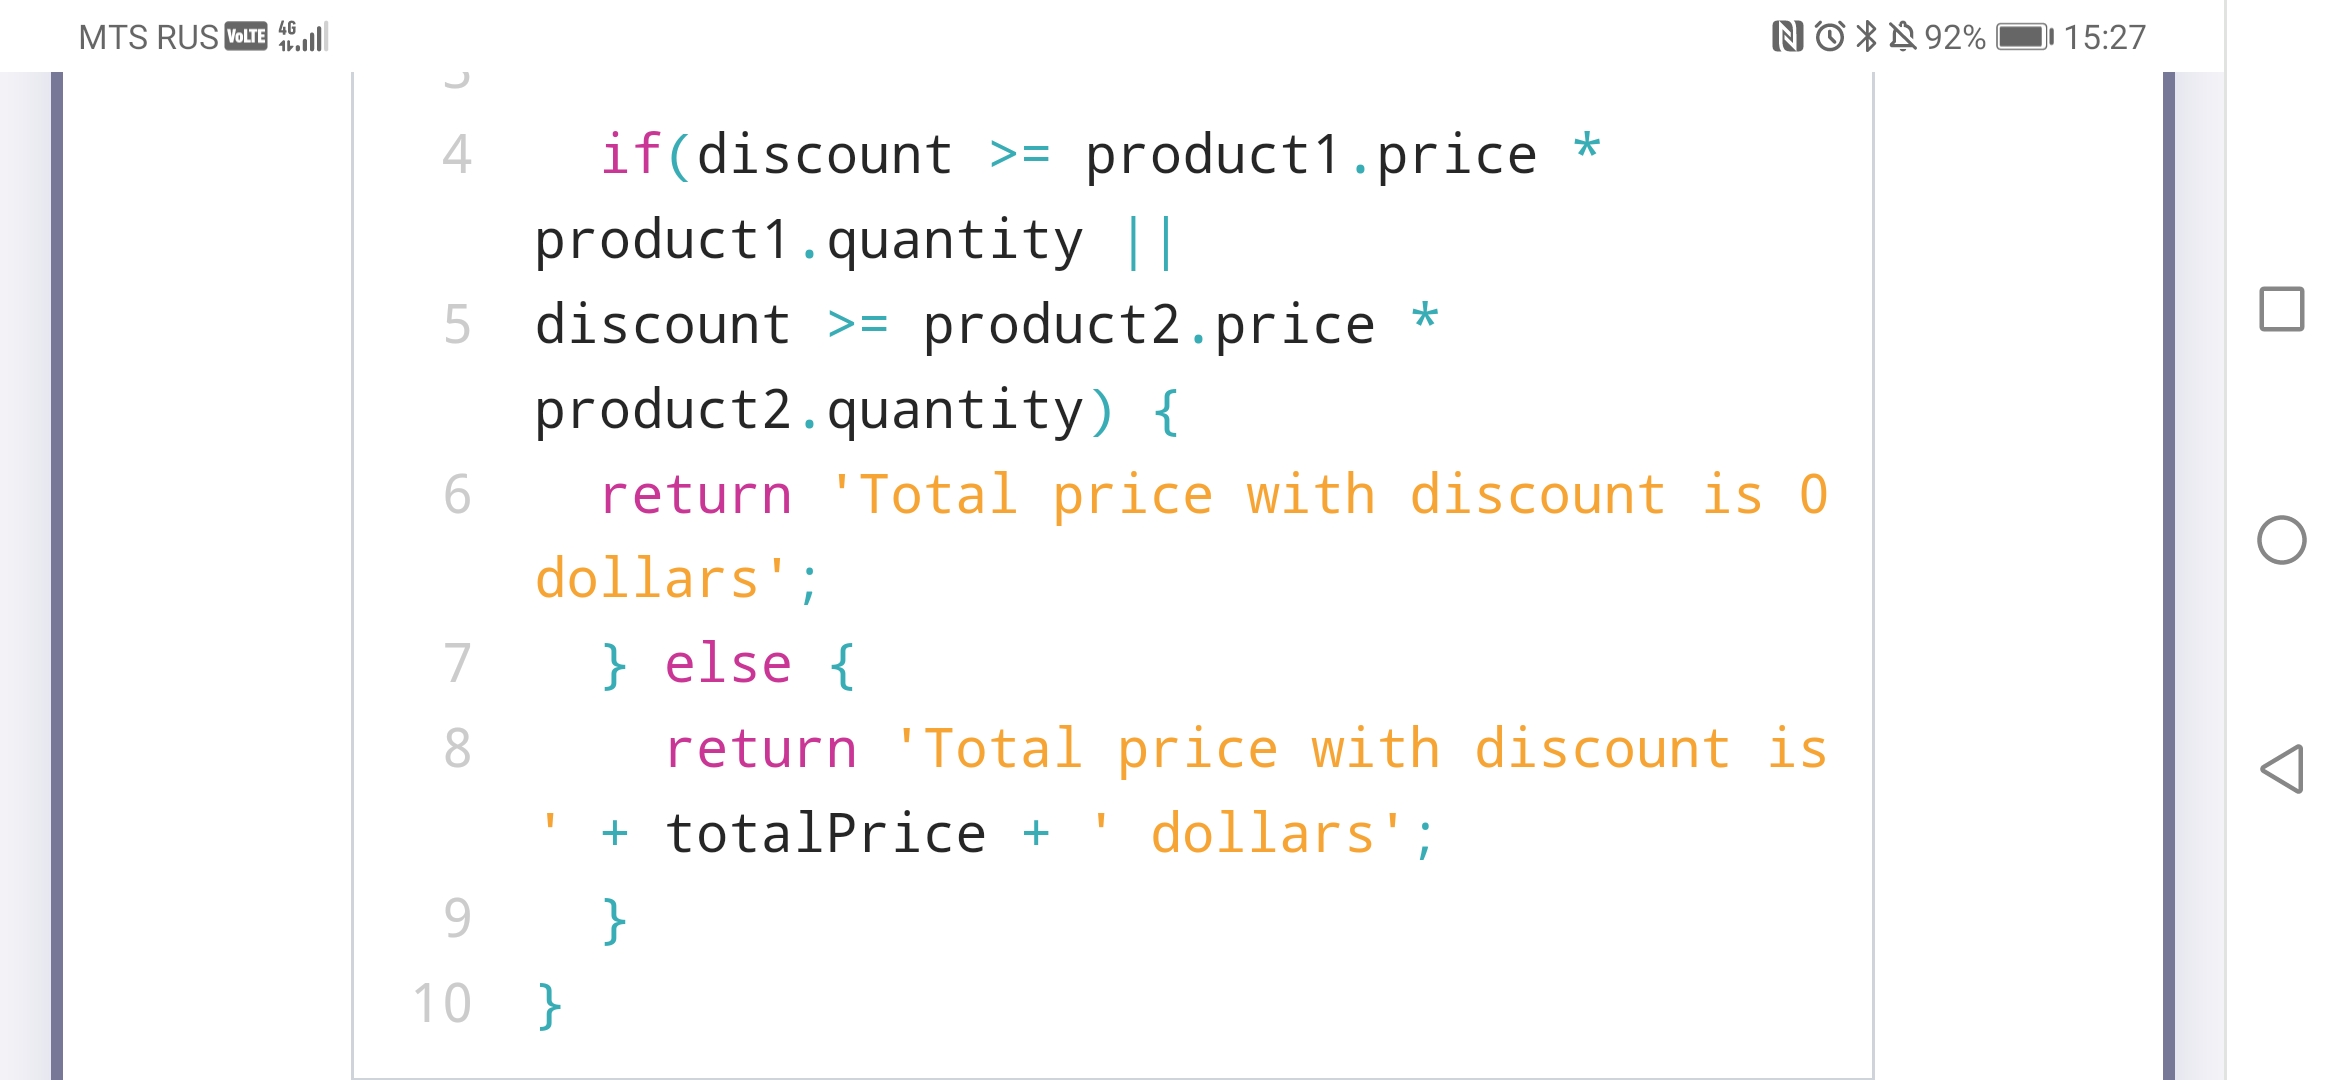 MTS RUS VoLTE 4G 92% 15:27
3
4 if(discount >= product1.price *
product1.quantity ||
5 discount >= product2.price *
product2.quantity) {
6 return 'Total price with discount is 0
dollars';
7 } else {
8 return 'Total price with discount is
' + totalPrice + ' dollars';
9 }
10 }